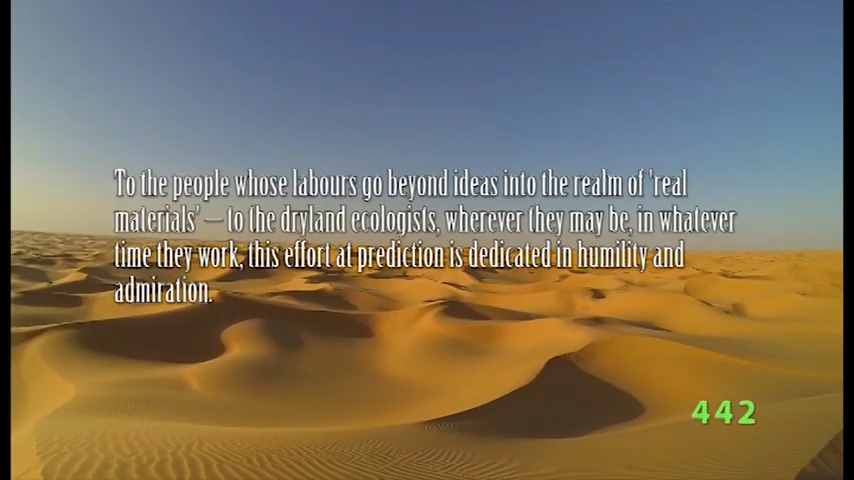 To the people whose labours go beyond ideas into the realm of 'real
materials' – to the dryland ecologists, wherever they may be, in whatever
time they work, this effort at prediction is dedicated in humility and
admiration.
442